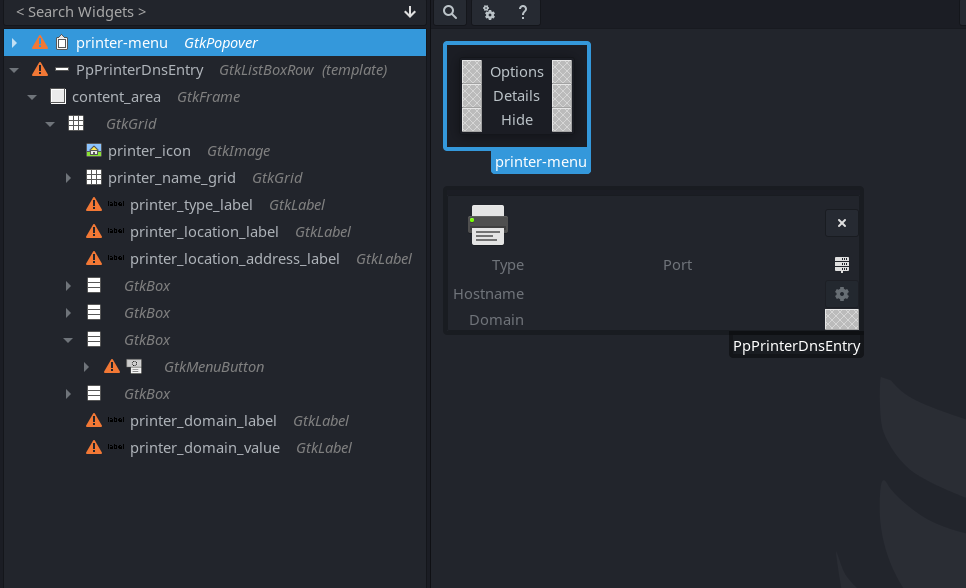 < Search Widgets >
?
printer-menu GtkPopover
PpPrinterDnsEntry GtkListBoxRow (template)
content_area GtkFrame
GtkGrid
printer_icon GtkImage
printer_name_grid GtkGrid
label printer_type_label GtkLabel
label printer_location_label GtkLabel
label printer_location_address_label GtkLabel
GtkBox
GtkBox
GtkBox
GtkMenuButton
GtkBox
label printer_domain_label GtkLabel
label printer_domain_value GtkLabel
Options
Details
Hide
printer-menu
Type Port
Hostname
Domain
PpPrinterDnsEntry